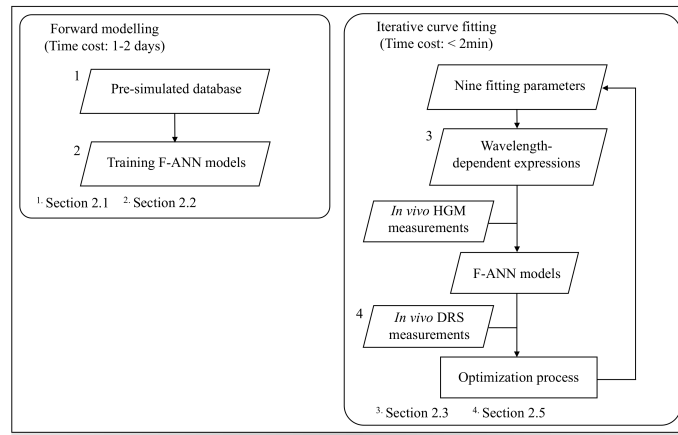 Forward modelling
(Time cost: 1-2 days)
1
Pre-simulated database
2
Training F-ANN models
1. Section 2.1 2. Section 2.2
Iterative curve fitting
(Time cost: < 2min)
Nine fitting parameters
3
Wavelength-
dependent expressions
In vivo HGM
measurements
F-ANN models
4
In vivo DRS
measurements
Optimization process
3. Section 2.3 4. Section 2.5